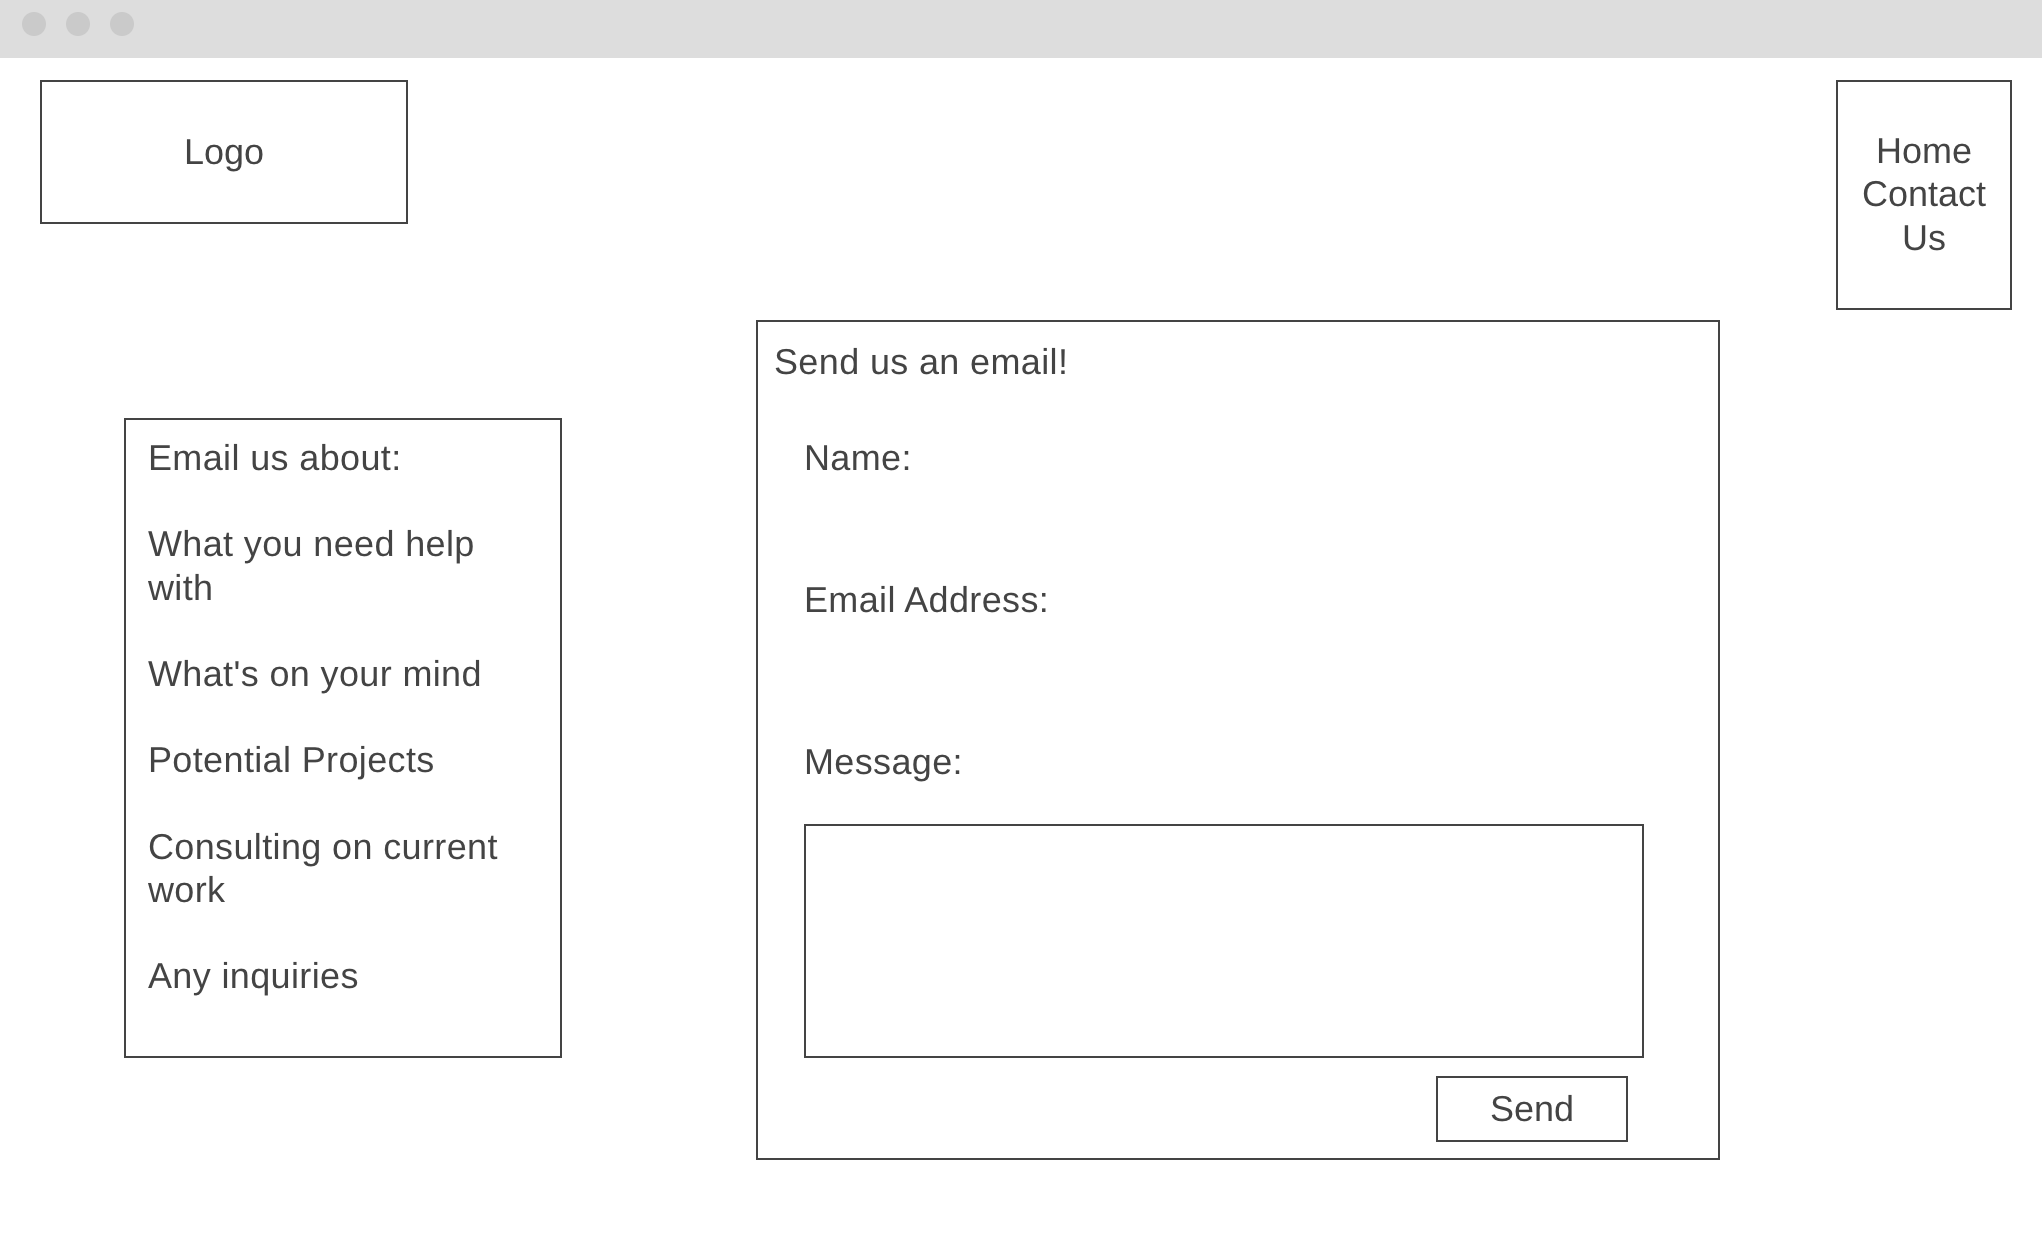 Logo
Home
Contact
Us
Send us an email!
Email us about:
What you need help
with
What's on your mind
Potential Projects
Consulting on current
work
Any inquiries
Name:
Email Address:
Message:
Send